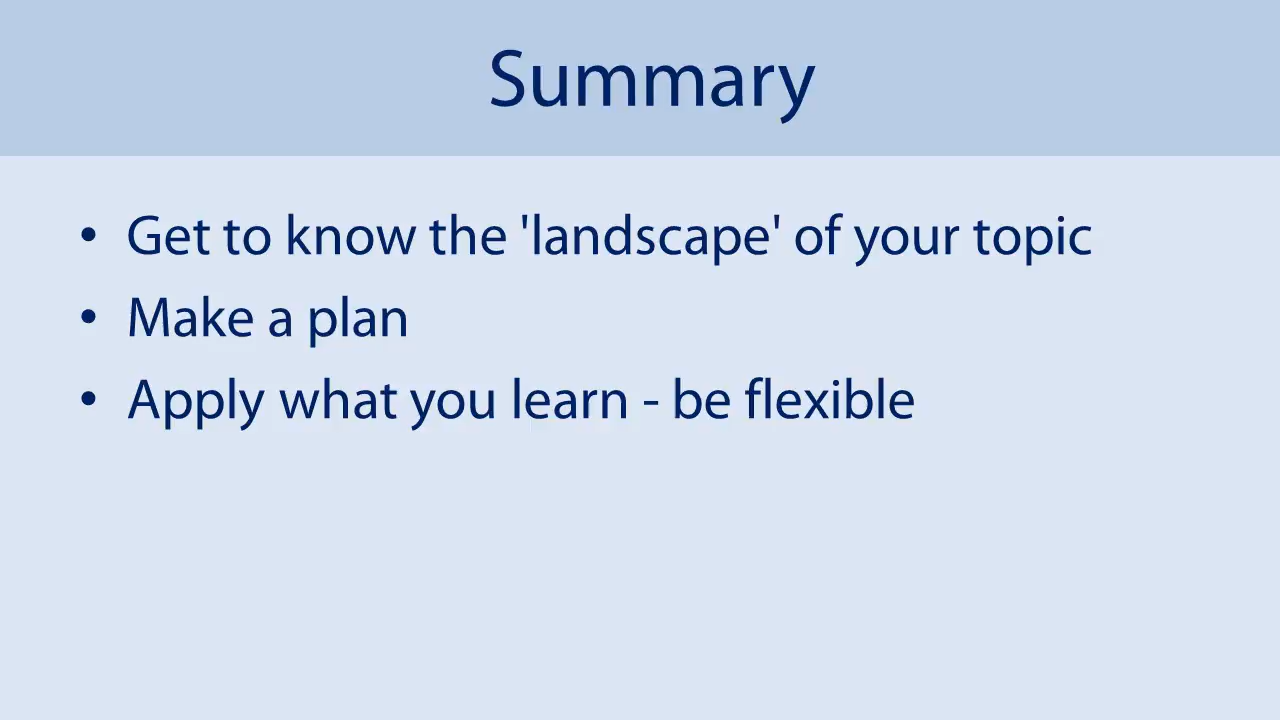 Summary
• Get to know the 'landscape' of your topic
• Make a plan
• Apply what you learn - be flexible